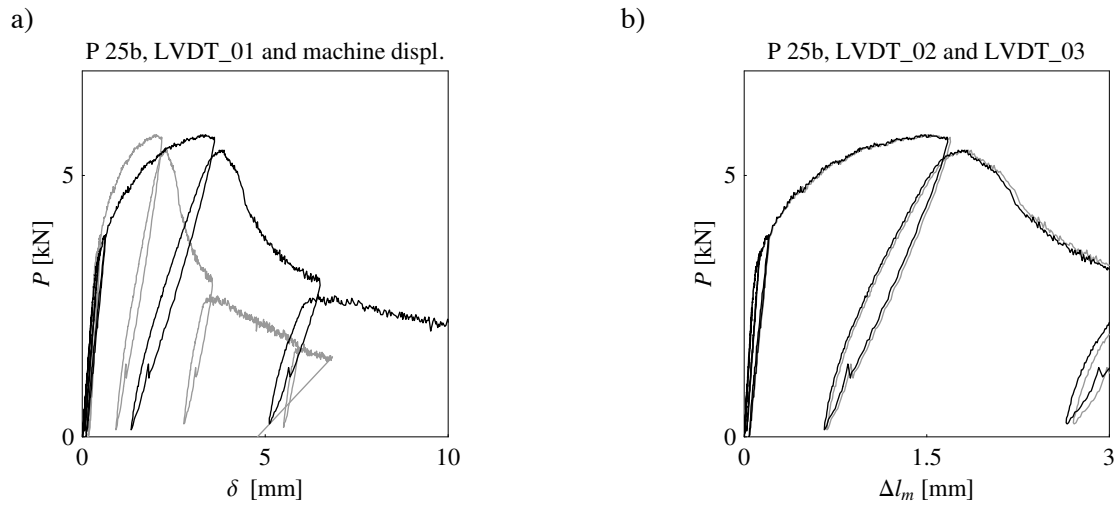 a)
P 25b, LVDT_01 and machine displ.
5
0
P [kN]
0 5 10
δ [mm]
b)
P 25b, LVDT_02 and LVDT_03
5
0
P [kN]
0 1.5 3
Δl_m [mm]